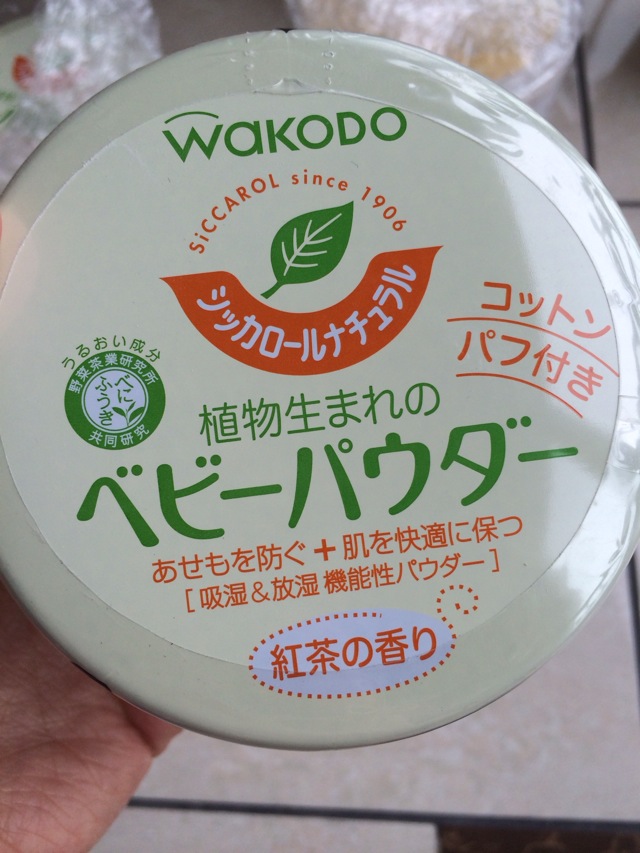 WaKODO
SiCCAROL since 1906
シッカロールナチュラル
コットン
パフ付き
うるおい成分
野菜茶業研究所
べに
ふうき
共同研究
植物生まれの
ベビーパウダー
あせもを防ぐ+肌を快適に保つ
[吸湿&放湿 機能性パウダー]
紅茶の香り